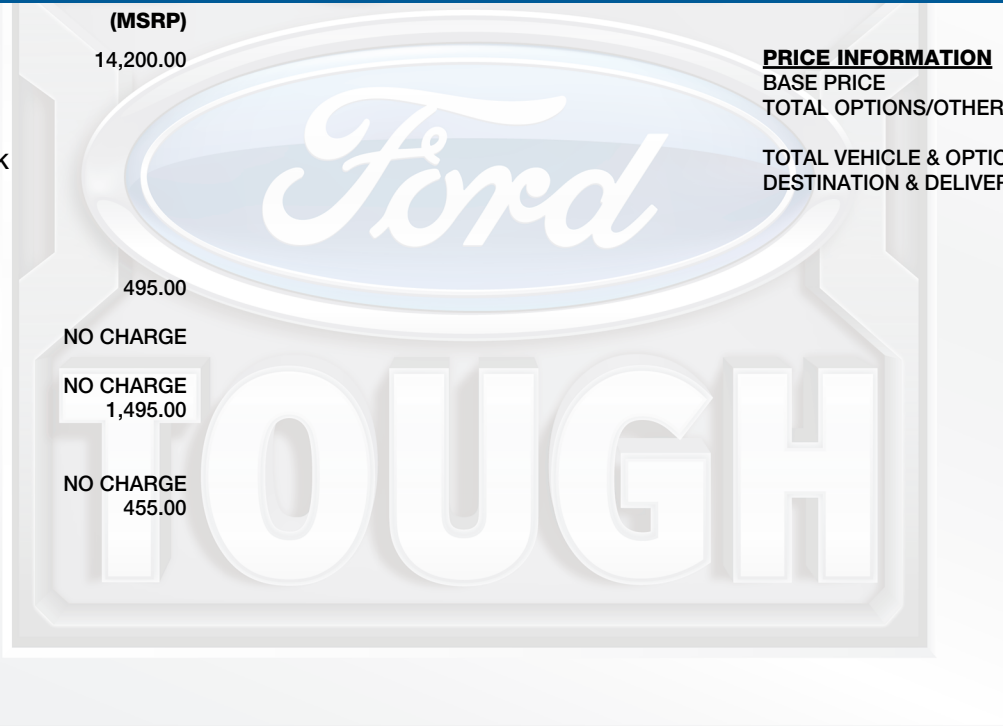 (MSRP)
14,200.00
K
495.00
NO CHARGE
NO CHARGE
1,495.00
NO CHARGE
455.00
PRICE INFORMATION
BASE PRICE
TOTAL OPTIONS/OTHER
TOTAL VEHICLE & OPTIO
DESTINATION & DELIVER
Ford
TOUGH